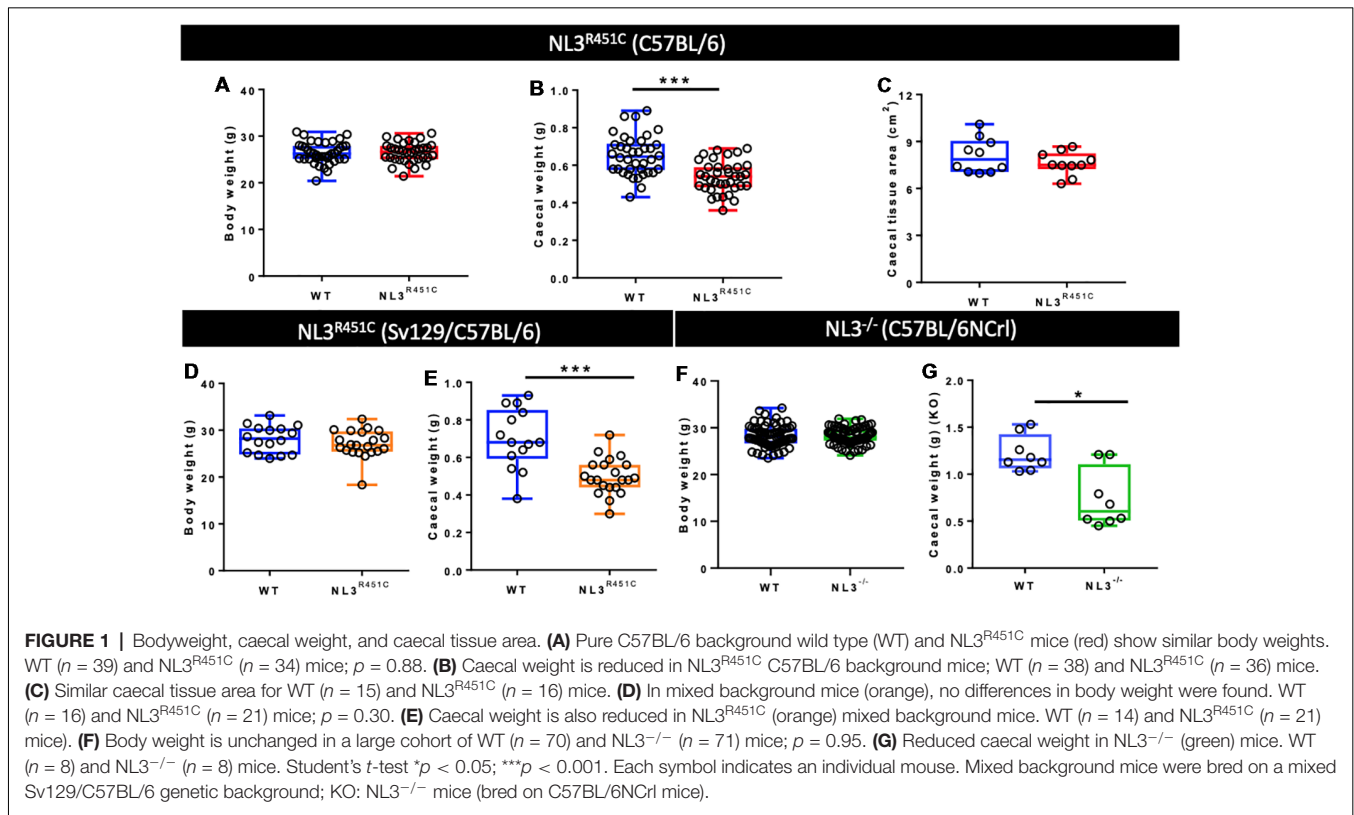 NL3R451C (C57BL/6)
A
40
30
20
10
0
Body weight (g)
WT
NL3R451C
B
***
1.0
0.8
0.6
0.4
0.2
0.0
Caecal weight (g)
WT
NL3R451C
C
12
9
6
3
0
Caecal tissue area (cm2)
WT
NL3R451C
NL3R451C (Sv129/C57BL/6)
D
40
30
20
10
0
Body weight (g)
WT
NL3R451C
E
***
1.0
0.8
0.6
0.4
0.2
0.0
Caecal weight (g)
WT
NL3R451C
NL3-/- (C57BL/6NCrl)
F
40
30
20
10
0
Body weight (g)
WT
NL3-/-
G
*
2.0
1.5
1.0
0.5
0.0
Caecal weight (g) (KO)
WT
NL3-/-
FIGURE 1 | Bodyweight, caecal weight, and caecal tissue area. (A) Pure C57BL/6 background wild type (WT) and NL3R451C mice (red) show similar body weights.
WT (n = 39) and NL3R451C (n = 34) mice; p = 0.88. (B) Caecal weight is reduced in NL3R451C C57BL/6 background mice; WT (n = 38) and NL3R451C (n = 36) mice.
(C) Similar caecal tissue area for WT (n = 15) and NL3R451C (n = 16) mice. (D) In mixed background mice (orange), no differences in body weight were found. WT
(n = 16) and NL3R451C (n = 21) mice; p = 0.30. (E) Caecal weight is also reduced in NL3R451C (orange) mixed background mice. WT (n = 14) and NL3R451C (n = 21)
mice). (F) Body weight is unchanged in a large cohort of WT (n = 70) and NL3−/− (n = 71) mice; p = 0.95. (G) Reduced caecal weight in NL3−/− (green) mice. WT
(n = 8) and NL3−/− (n = 8) mice. Student's t-test *p < 0.05; ***p < 0.001. Each symbol indicates an individual mouse. Mixed background mice were bred on a mixed
Sv129/C57BL/6 genetic background; KO: NL3−/− mice (bred on C57BL/6NCrl mice).